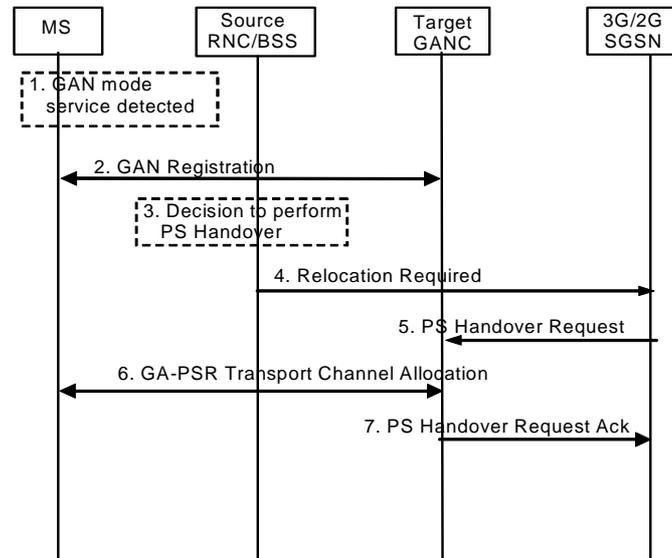 MS
Source
RNC/BSS
Target
GANC
3G/2G
SGSN
1. GAN mode
service detected
2. GAN Registration
3. Decision to perform
PS Handover
4. Relocation Required
5. PS Handover Request
6. GA-PSR Transport Channel Allocation
7. PS Handover Request Ack